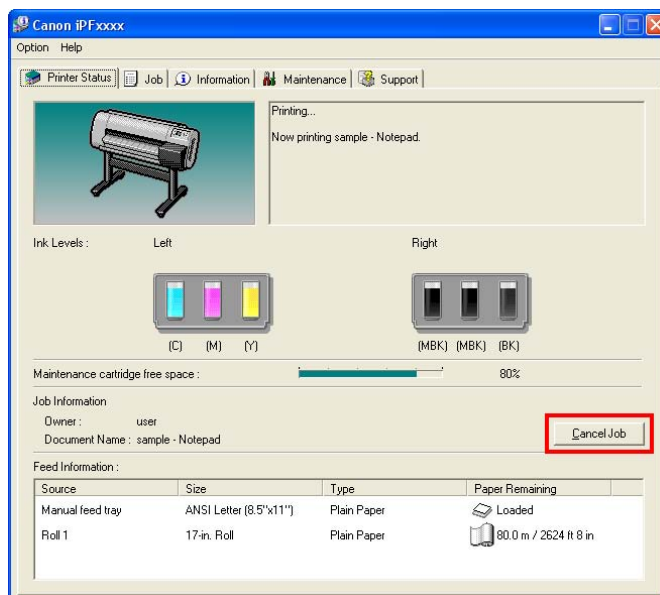 Canon iPFxxxx
Option Help
Printer Status Job Information Maintenance Support
Printing...
Now printing sample - Notepad.
Ink Levels : Left Right
(C) (M) (Y) (MBK) (MBK) (BK)
Maintenance cartridge free space : 80%
Job Information
Owner : user
Document Name : sample - Notepad
Cancel Job
Feed Information :
Source Size Type Paper Remaining
Manual feed tray ANSI Letter (8.5"x11") Plain Paper Loaded
Roll 1 17-in. Roll Plain Paper 80.0 m / 2624 ft 8 in